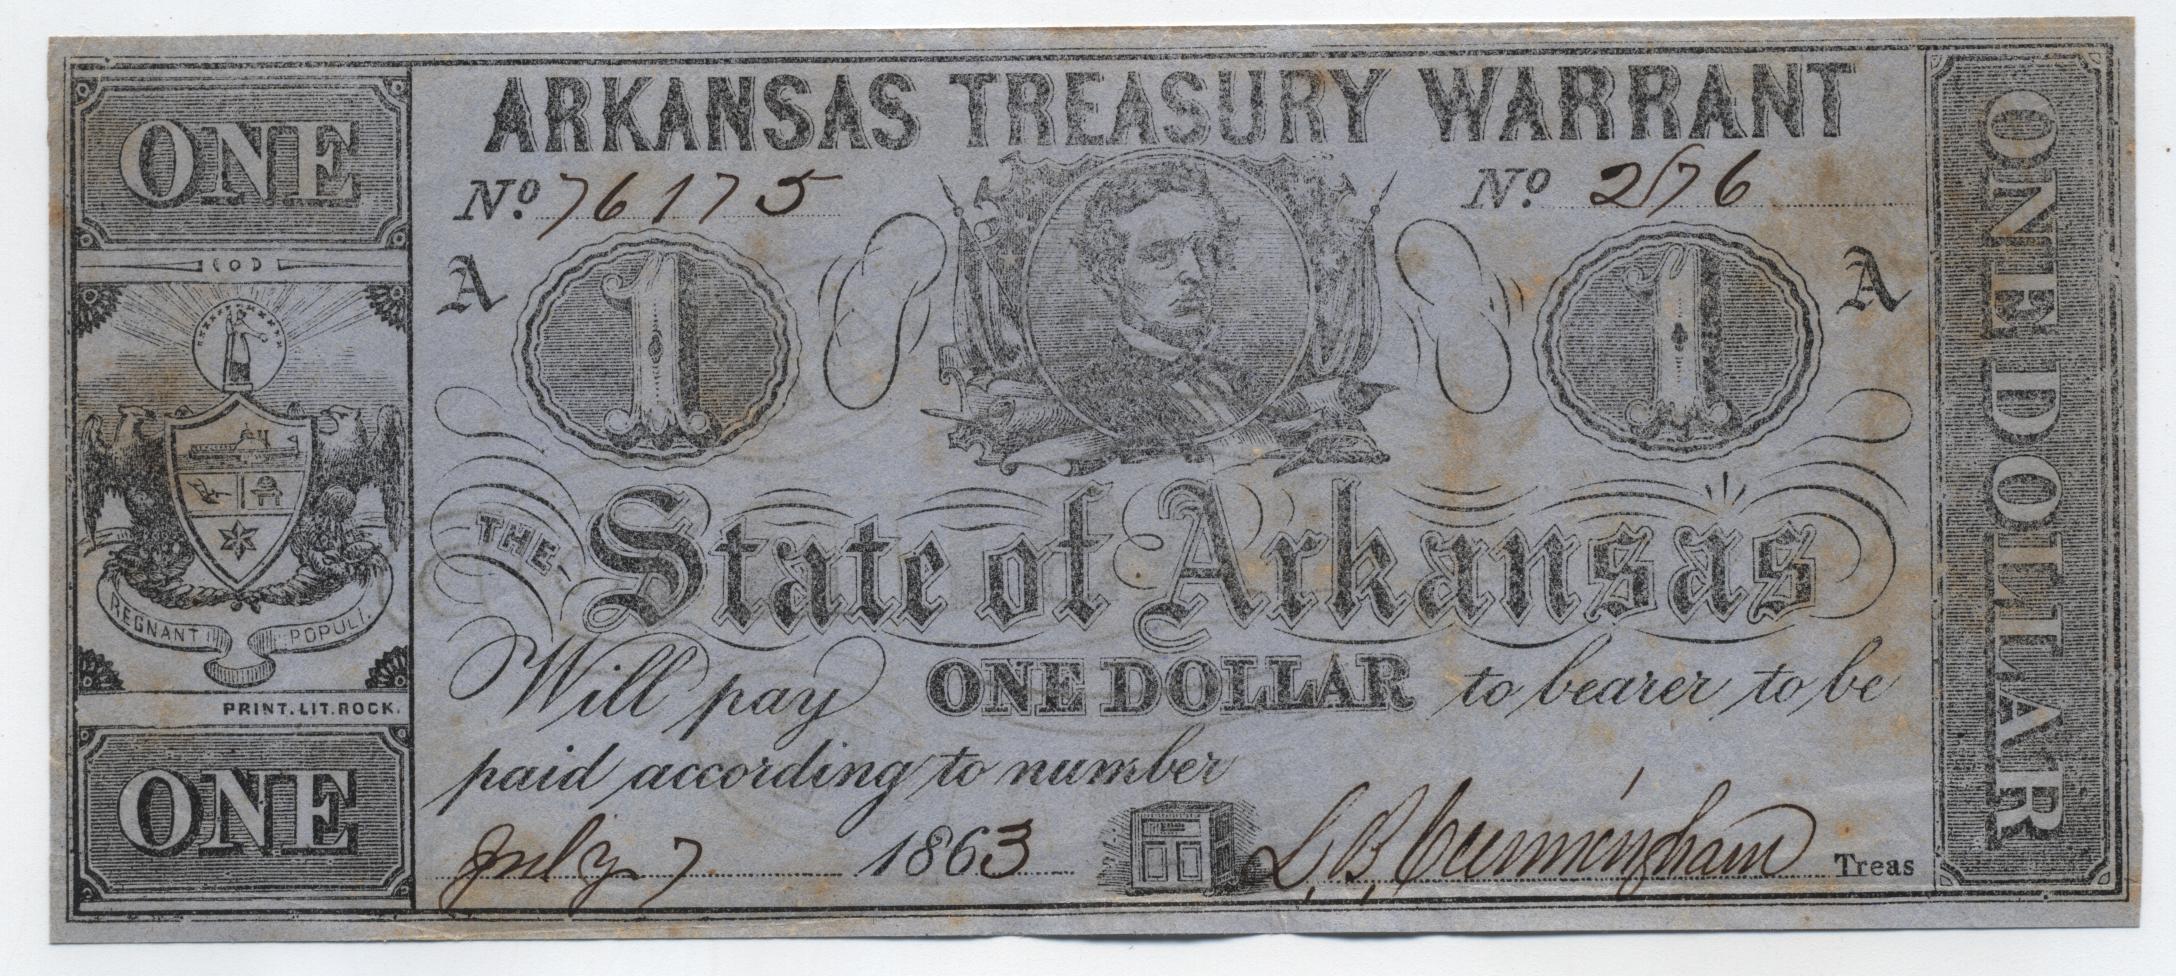 ARKANSAS TREASURY WARRANT
ONE
No. 76175
No. 2176
A
1
1
A
THE State of Arkansas
REGNANT POPULI.
Will pay ONE DOLLAR to bearer to be
PRINT. LIT. ROCK.
paid according to number
ONE
July 7 1863
L B Cunningham Treas
ONE DOLLAR